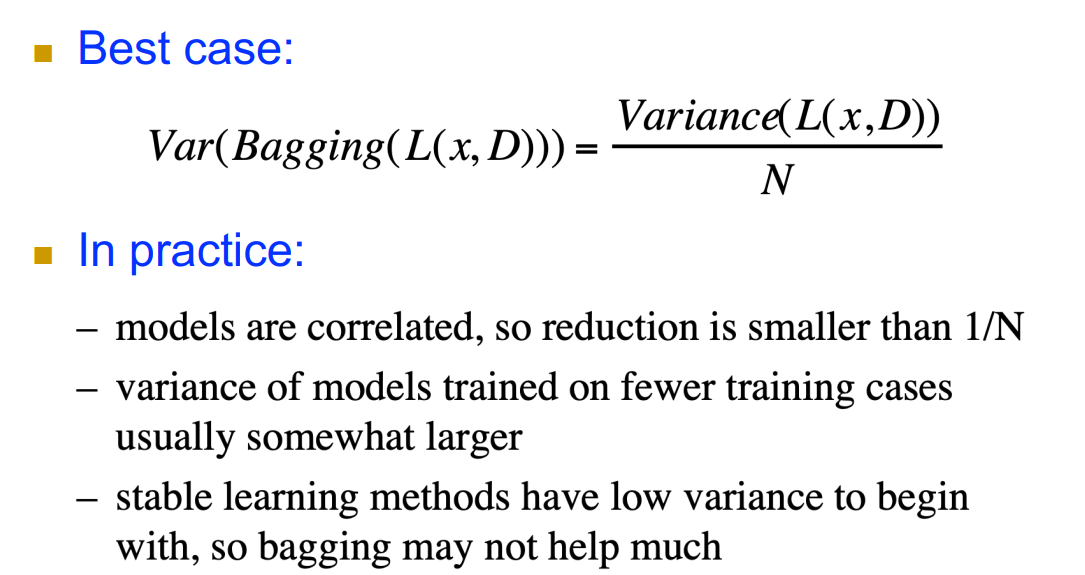 ■ Best case:
Var(Bagging(L(x,D))) = Variance(L(x,D)) / N
■ In practice:
– models are correlated, so reduction is smaller than 1/N
– variance of models trained on fewer training cases
usually somewhat larger
– stable learning methods have low variance to begin
with, so bagging may not help much